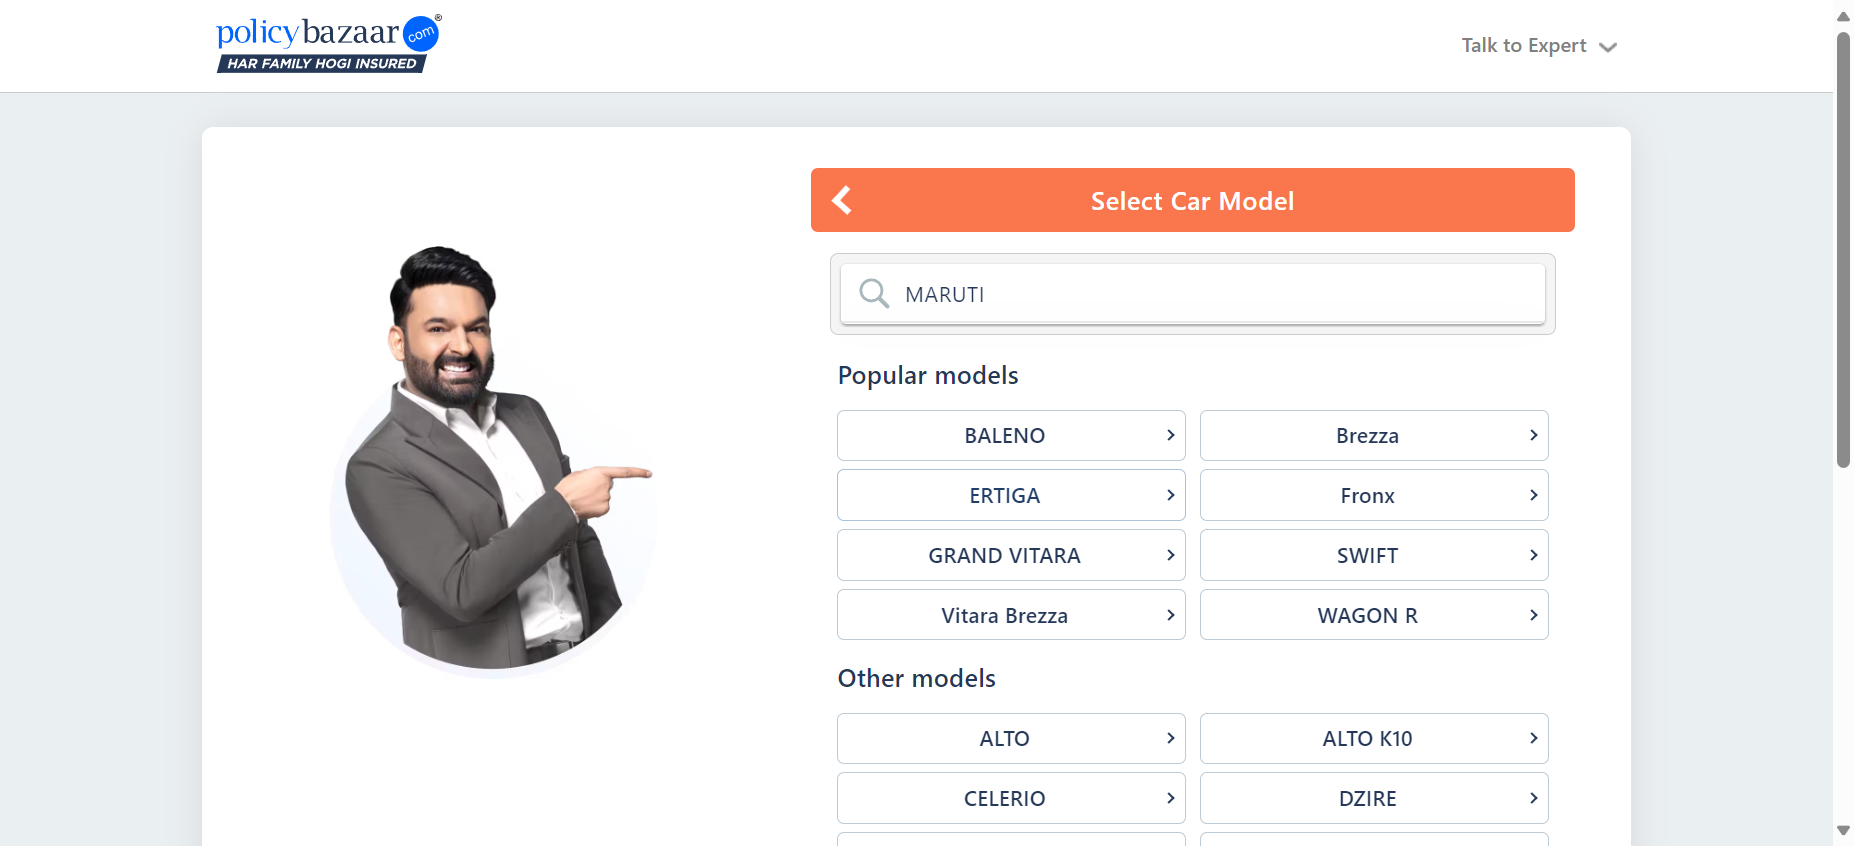 policybazaar com®
HAR FAMILY HOGI INSURED
Talk to Expert
Select Car Model
MARUTI
Popular models
BALENO
Brezza
ERTIGA
Fronx
GRAND VITARA
SWIFT
Vitara Brezza
WAGON R
Other models
ALTO
ALTO K10
CELERIO
DZIRE